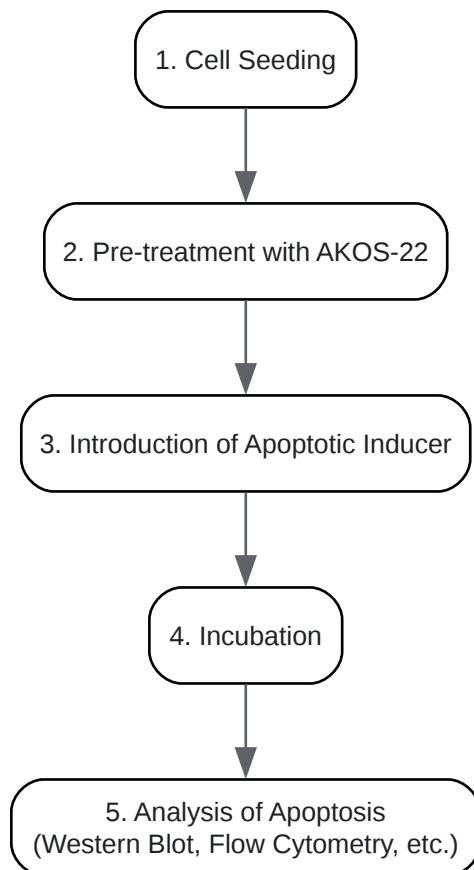 1. Cell Seeding
2. Pre-treatment with AKOS-22
3. Introduction of Apoptotic Inducer
4. Incubation
5. Analysis of Apoptosis
(Western Blot, Flow Cytometry, etc.)